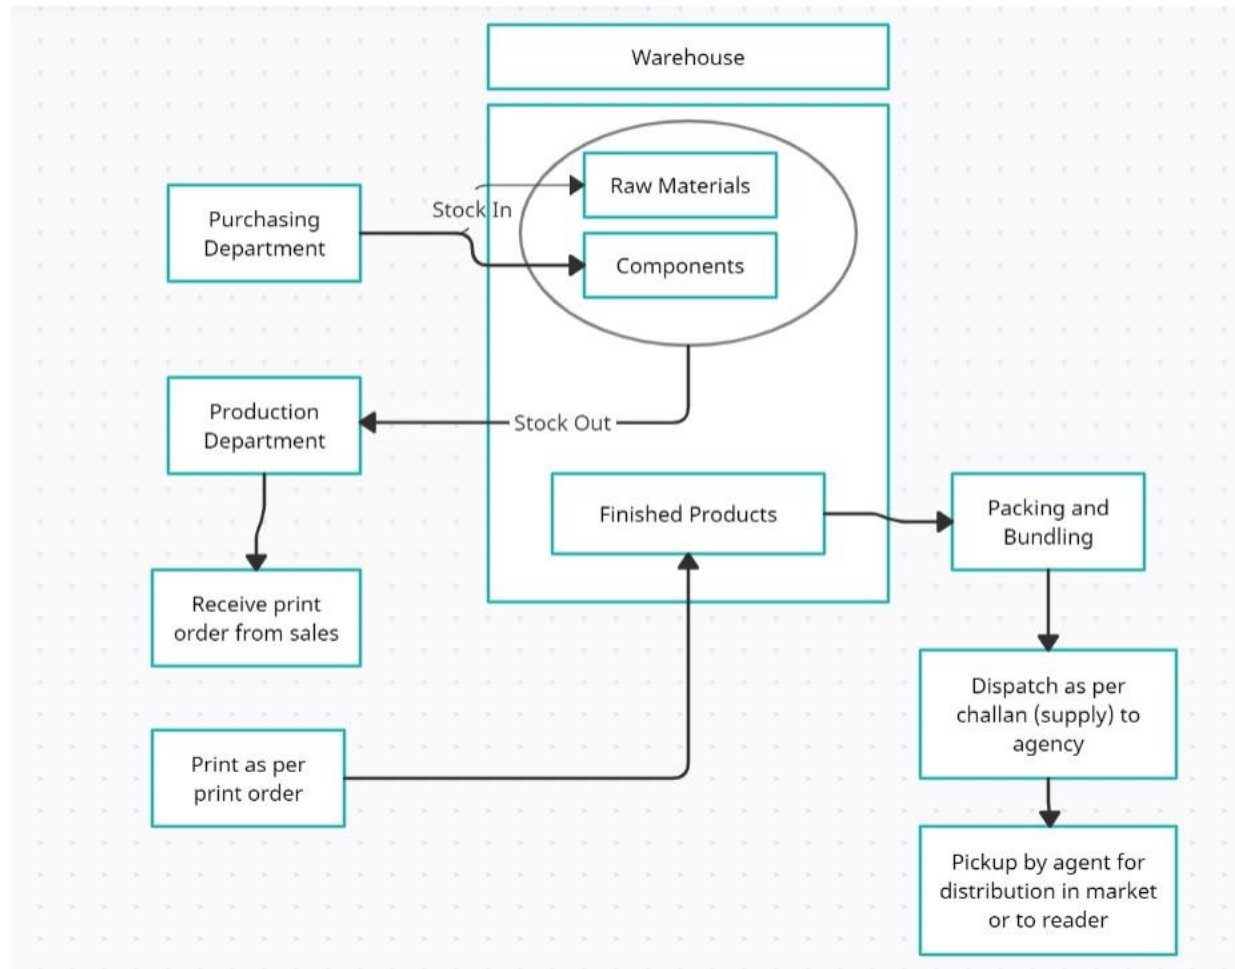 Warehouse
Raw Materials
Stock In
Purchasing
Department
Components
Production
Department
Stock Out
Finished Products
Packing and
Bundling
Receive print
order from sales
Dispatch as per
challan (supply) to
agency
Print as per
print order
Pickup by agent for
distribution in market
or to reader